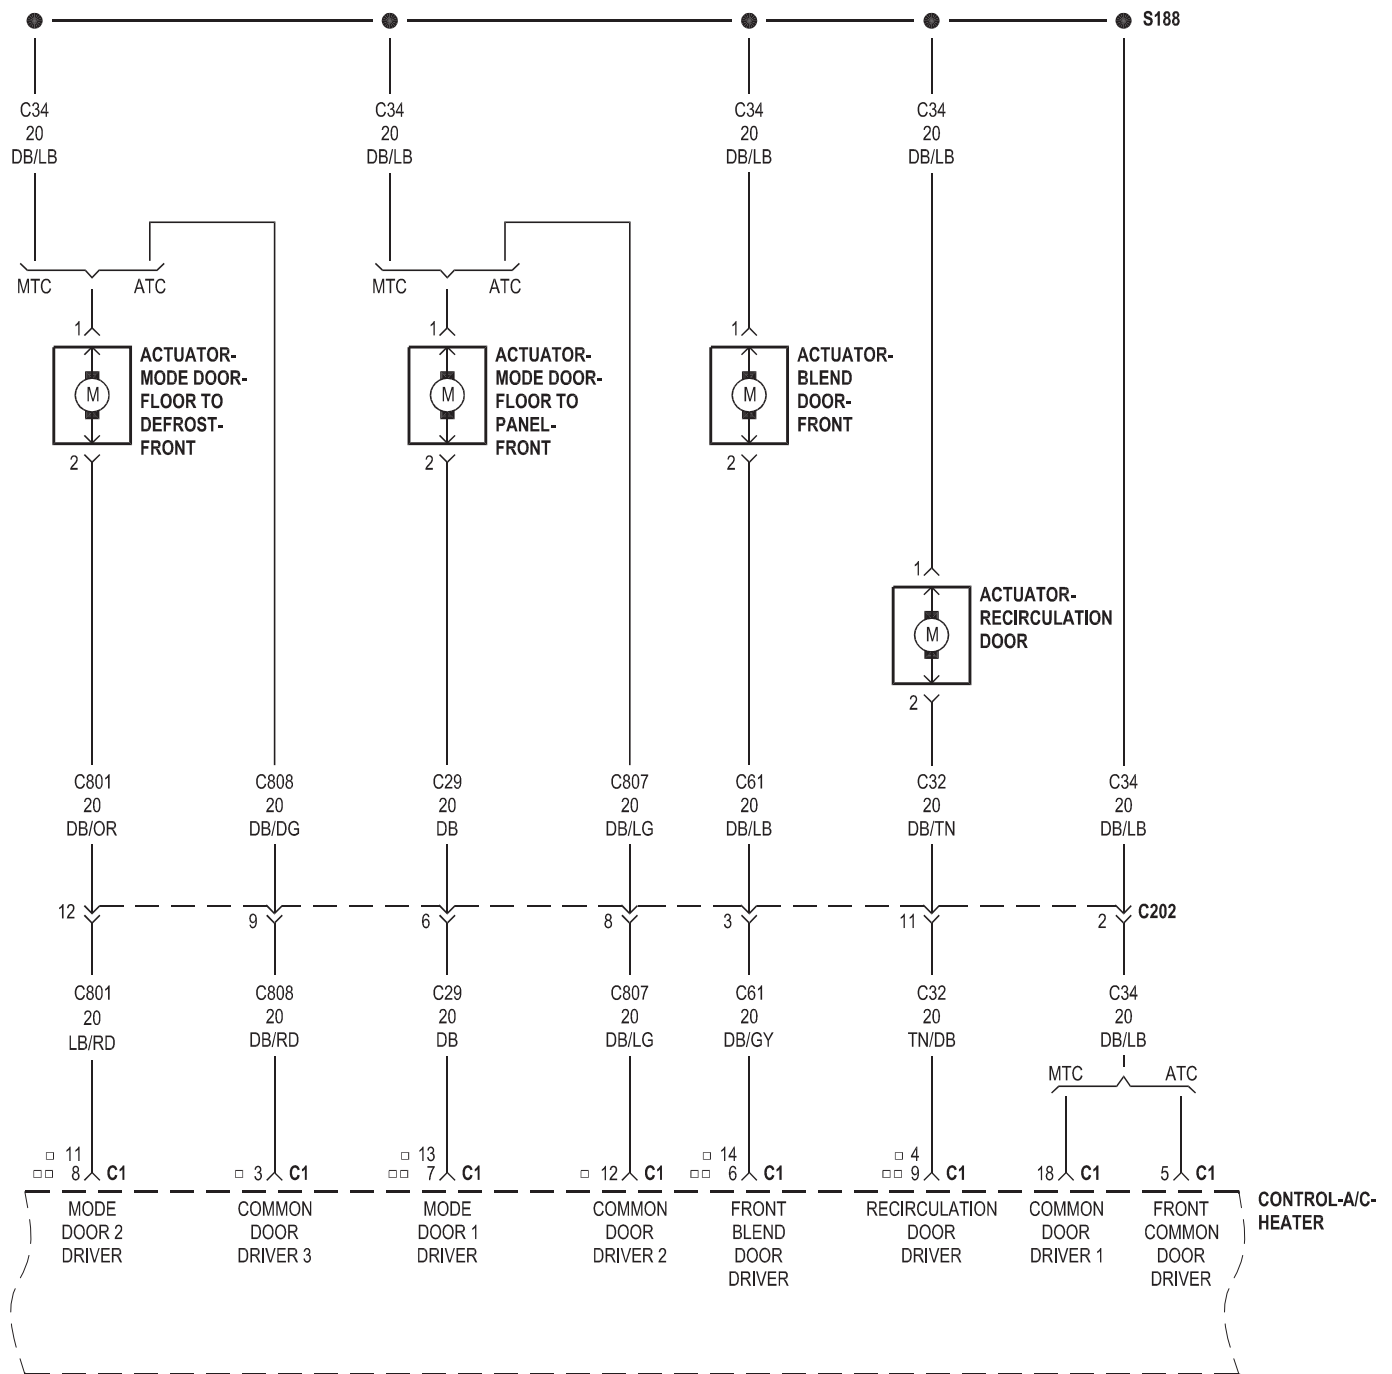 S188
C34
20
DB/LB
C34
20
DB/LB
C34
20
DB/LB
C34
20
DB/LB
MTC
ATC
MTC
ATC
1
ACTUATOR-
MODE DOOR-
FLOOR TO
DEFROST-
FRONT
M
2
1
ACTUATOR-
MODE DOOR-
FLOOR TO
PANEL-
FRONT
M
2
1
ACTUATOR-
BLEND
DOOR-
FRONT
M
2
1
ACTUATOR-
RECIRCULATION
DOOR
M
2
C801
20
DB/OR
C808
20
DB/DG
C29
20
DB
C807
20
DB/LG
C61
20
DB/LB
C32
20
DB/TN
C34
20
DB/LB
12
9
6
8
3
11
2
C202
C801
20
LB/RD
C808
20
DB/RD
C29
20
DB
C807
20
DB/LG
C61
20
DB/GY
C32
20
TN/DB
C34
20
DB/LB
MTC
ATC
□ 11
□□ 8 C1
□ 3 C1
□ 13
□□ 7 C1
□ 12 C1
□ 14
□□ 6 C1
□ 4
□□ 9 C1
18 C1
5 C1
MODE
DOOR 2
DRIVER
COMMON
DOOR
DRIVER 3
MODE
DOOR 1
DRIVER
COMMON
DOOR
DRIVER 2
FRONT
BLEND
DOOR
DRIVER
RECIRCULATION
DOOR
DRIVER
COMMON
DOOR
DRIVER 1
FRONT
COMMON
DOOR
DRIVER
CONTROL-A/C-
HEATER